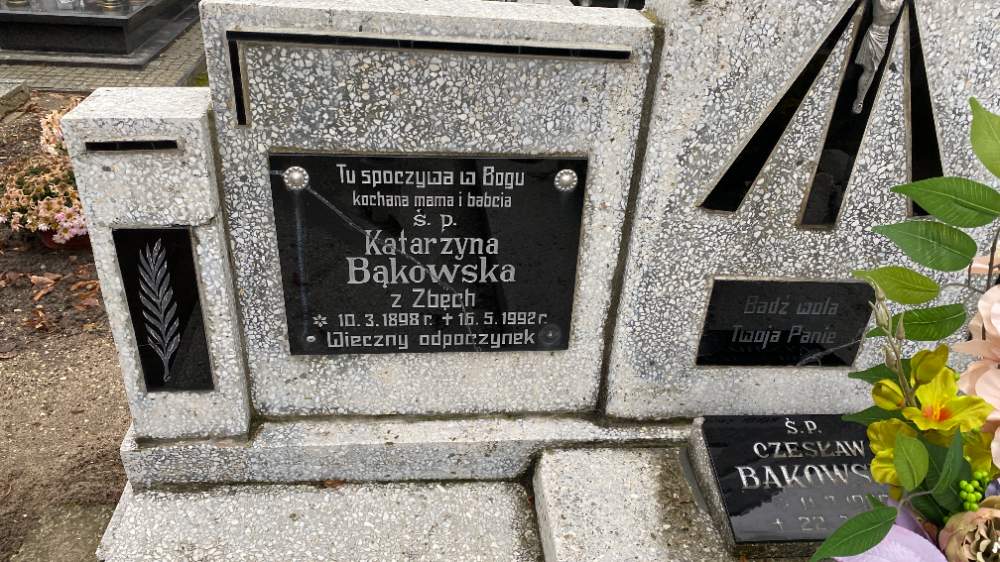 Tu spoczywa w Bogu
kochana mama i babcia
ś. p.
Katarzyna
Bąkowska
z Zbęch
* 10. 3. 1898 r. + 16. 5. 1992 r.
Wieczny odpoczynek
Bądź wola
Twoja Panie
Ś.P.
CZESŁAW